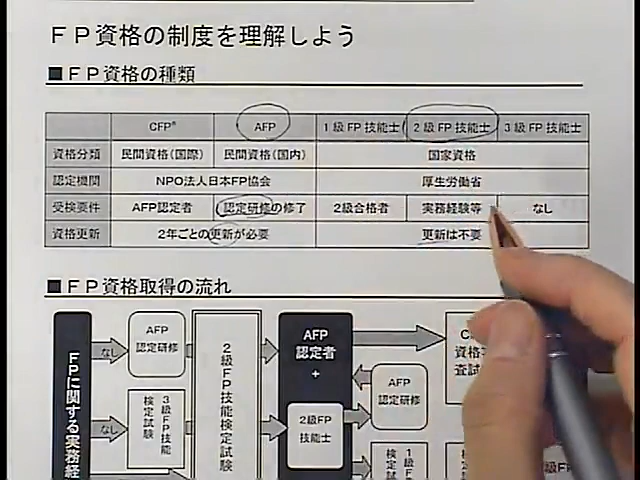 FP資格の制度を理解しよう
■FP資格の種類
CFP® AFP 1級FP技能士 2級FP技能士 3級FP技能士
資格分類 民間資格(国際) 民間資格(国内) 国家資格
認定機関 NPO法人日本FP協会 厚生労働省
受検要件 AFP認定者 認定研修の修了 2級合格者 実務経験等 なし
資格更新 2年ごとの更新が必要 更新は不要
■FP資格取得の流れ
FPに関する実務経
なし
AFP
認定研修
なし
3級FP技能
検定試験
2級FP技能検定試験
AFP
認定者
+
2級FP
技能士
AFP
認定研修
資格
査試
1級FP
検定試
級FP